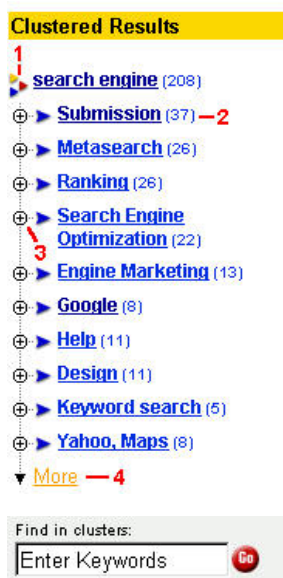 Clustered Results
1
search engine (208)
Submission (37) 2
Metasearch (26)
Ranking (26)
Search Engine
Optimization (22)
3
Engine Marketing (13)
Google (8)
Help (11)
Design (11)
Keyword search (5)
Yahoo, Maps (8)
More 4
Find in clusters:
Enter Keywords Go